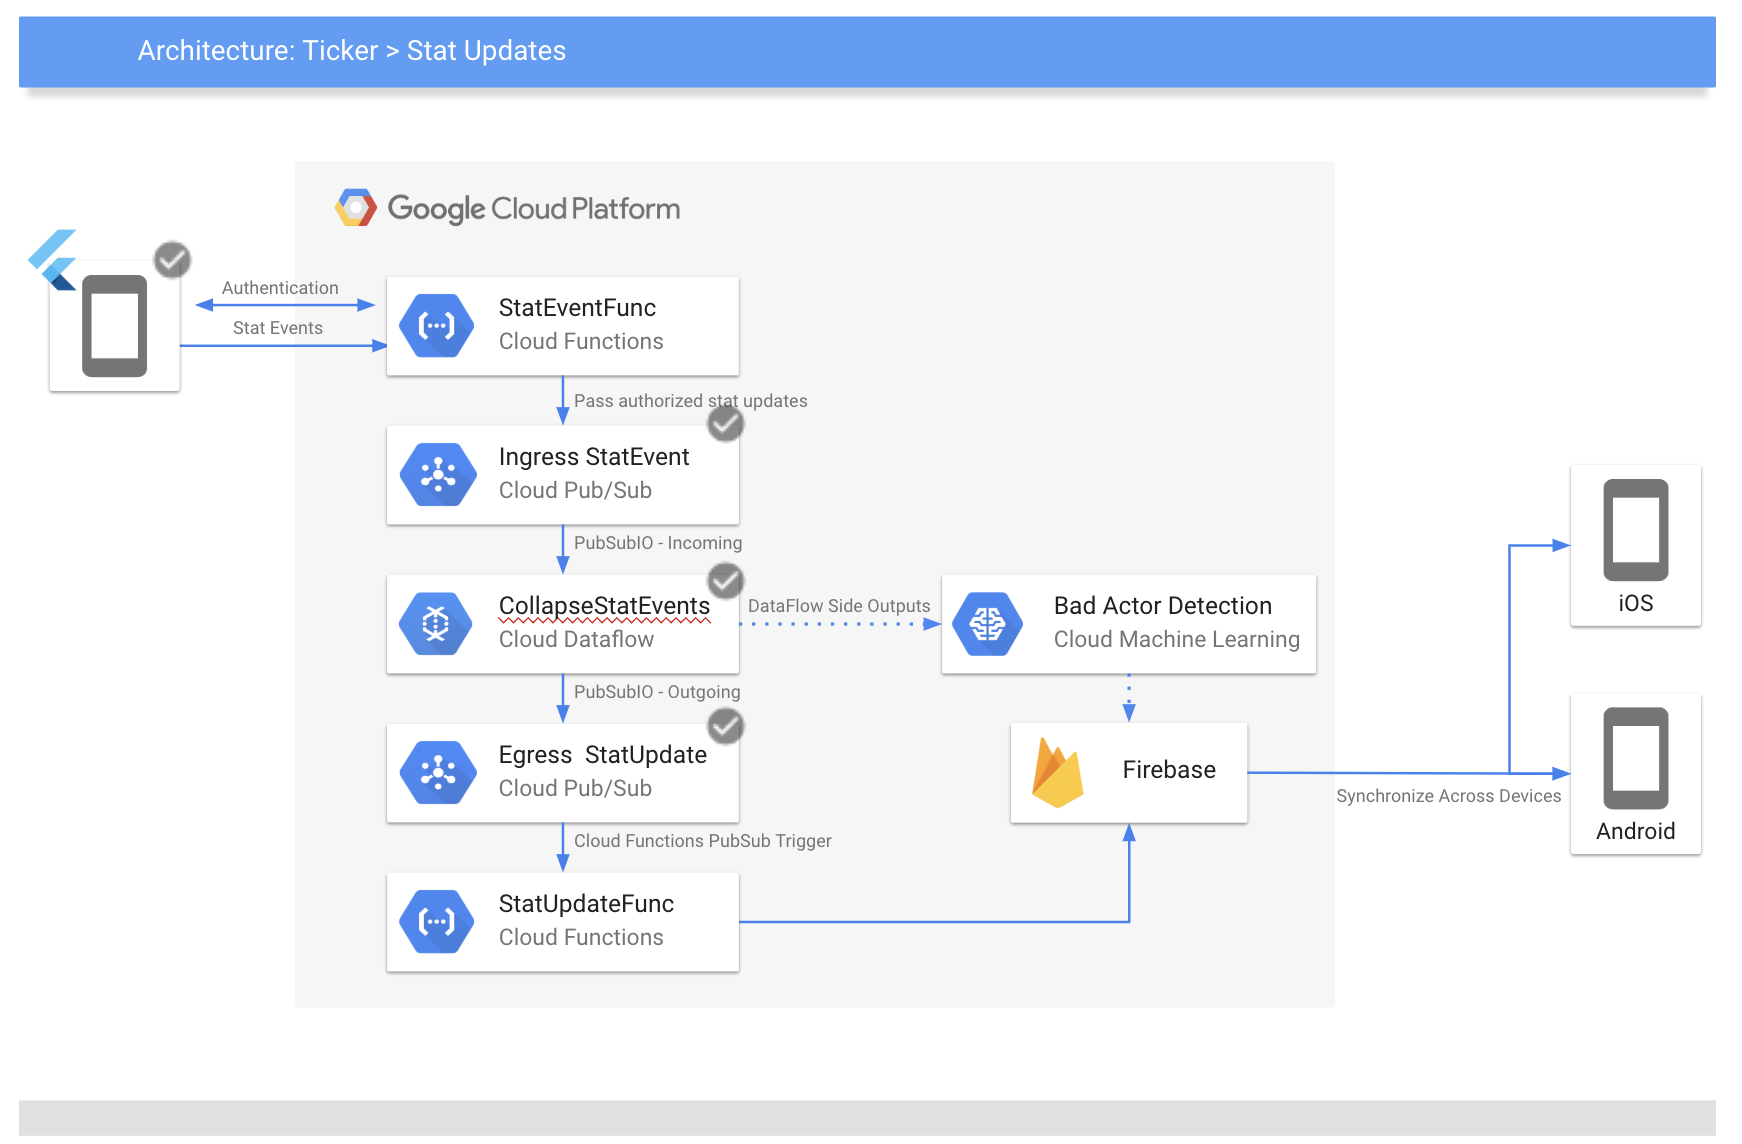 Architecture: Ticker > Stat Updates
Google Cloud Platform
Authentication
Stat Events
StatEventFunc
Cloud Functions
Pass authorized stat updates
Ingress StatEvent
Cloud Pub/Sub
PubSubIO - Incoming
CollapseStatEvents
Cloud Dataflow
DataFlow Side Outputs
Bad Actor Detection
Cloud Machine Learning
PubSubIO - Outgoing
Egress  StatUpdate
Cloud Pub/Sub
Cloud Functions PubSub Trigger
StatUpdateFunc
Cloud Functions
Firebase
Synchronize Across Devices
iOS
Android